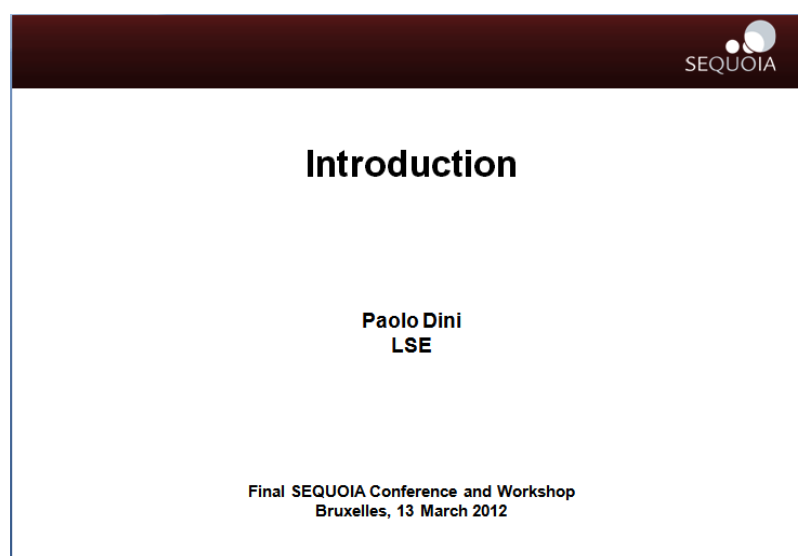 SEQUOIA
Introduction
Paolo Dini
LSE
Final SEQUOIA Conference and Workshop
Bruxelles, 13 March 2012